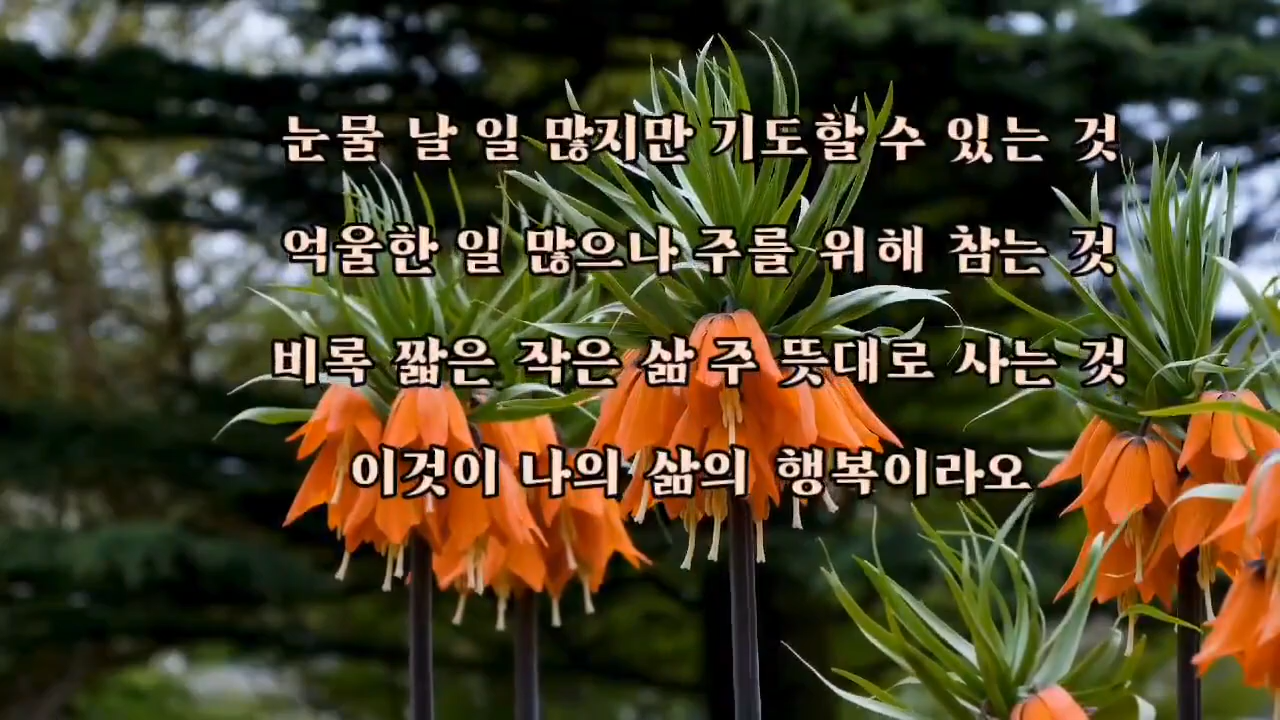 눈물 날 일 많지만 기도할 수 있는 것
억울한 일 많으나 주를 위해 참는 것
비록 짧은 작은 삶 주 뜻대로 사는 것
이것이 나의 삶의 행복이라오